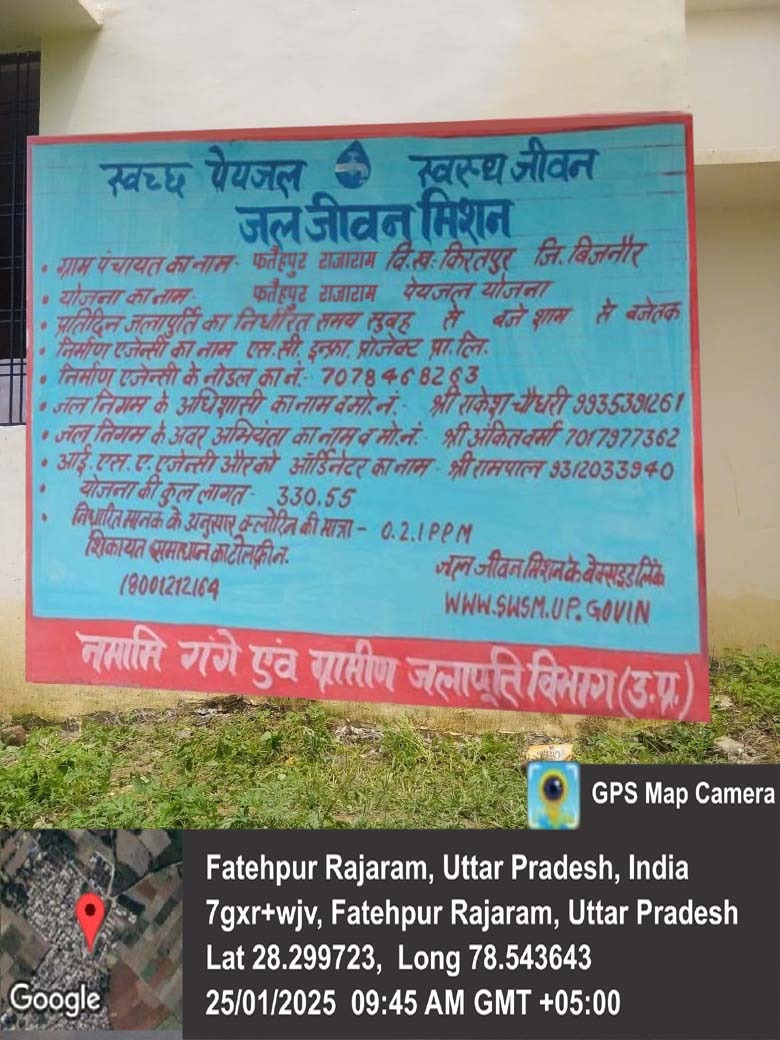 स्वच्छ पेयजल स्वस्थ जीवन
जल जीवन मिशन
• ग्राम पंचायत का नाम- फतेहपुर राजाराम वि.ख. किरतपुर जि. बिजनौर
• योजना का नाम- फतेहपुर राजाराम पेयजल योजना
• प्रतिदिन जलापूर्ति का निर्धारित समय सुबह से बजे शाम से बजेतक
• निर्माण एजेन्सी का नाम एस.सी. इन्फ्रा प्रोजेक्ट प्रा.लि.
• निर्माण एजेन्सी के नोडल का नं.- 7078468263
• जल निगम के अधिशासी का नाम व मो.नं.- श्री राकेश चौधरी 9935391261
• जल निगम के अवर अभियंता का नाम व मो.नं.- श्री अंकित वर्मा 7017977362
• आई.एस.ए.एजेन्सी और को ऑर्डिनेटर का नाम- श्री रामपाल 9312033940
• योजना की कुल लागत- 330.55
• निर्धारित मानक के अनुसार क्लोरिन की मात्रा- 0.2.1PPM
शिकायत समाधान का टोलफ्री नं.
18001212164
जल जीवन मिशन के बेवसाइड लिंक
WWW.SWSM.UP.GOVIN
नमामि गंगे एवं ग्रामीण जलापूर्ति विभाग (उ.प्र.)
GPS Map Camera
Fatehpur Rajaram, Uttar Pradesh, India
7gxr+wjv, Fatehpur Rajaram, Uttar Pradesh
Lat 28.299723, Long 78.543643
25/01/2025 09:45 AM GMT +05:00
Google